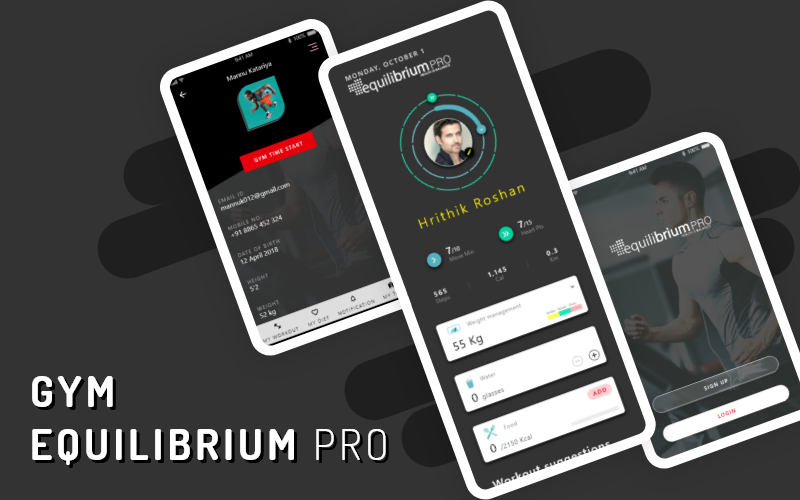 9:41 AM
100%
Mannu Katariya
GYM TIME START
EMAIL ID
mannuk012@gmail.com
MOBILE NO:
+91 8865 452 324
DATE OF BIRTH
12 April 2018
HEIGHT
5'2
WEIGHT
52 kg
MY WORKOUT
MY DIET
NOTIFICATION
MONDAY, OCTOBER 1
equilibrium PRO
Hrithik Roshan
7/10
Move Min
7/15
Heart Pts
565
Steps
1,145
Cal
0.3
Km
Weight management
55 Kg
Water
0 glasses
Food
ADD
0 /2150 Kcal
Workout suggestions
9:41 AM
100%
equilibrium PRO
SIGN UP
LOGIN
GYM
EQUILIBRIUM PRO